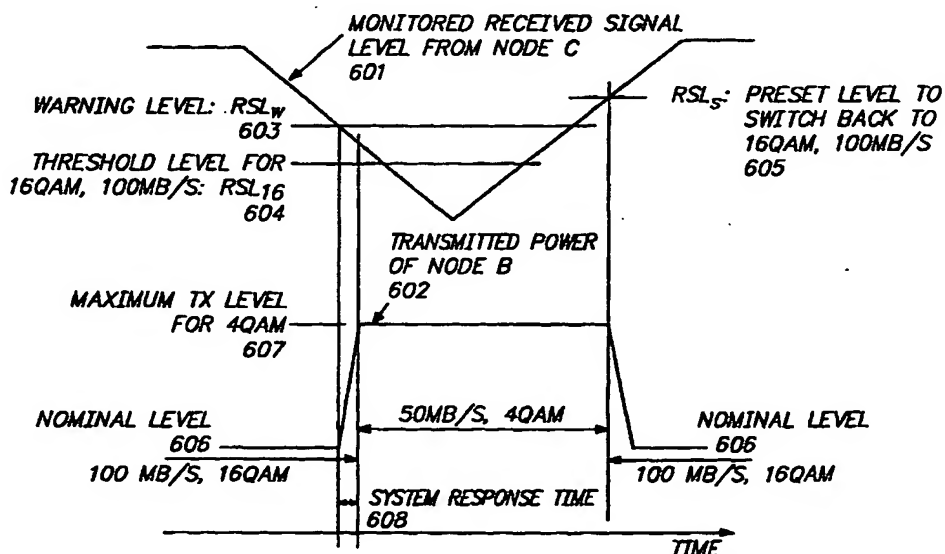 MONITORED RECEIVED SIGNAL
LEVEL FROM NODE C
601
WARNING LEVEL: RSLW
603
THRESHOLD LEVEL FOR
16QAM, 100MB/S: RSL16
604
RSLS: PRESET LEVEL TO
SWITCH BACK TO
16QAM, 100MB/S
605
TRANSMITTED POWER
OF NODE B
602
MAXIMUM TX LEVEL
FOR 4QAM
607
50MB/S, 4QAM
NOMINAL LEVEL
606
100 MB/S, 16QAM
NOMINAL LEVEL
606
100 MB/S, 16QAM
SYSTEM RESPONSE TIME
608
TIME